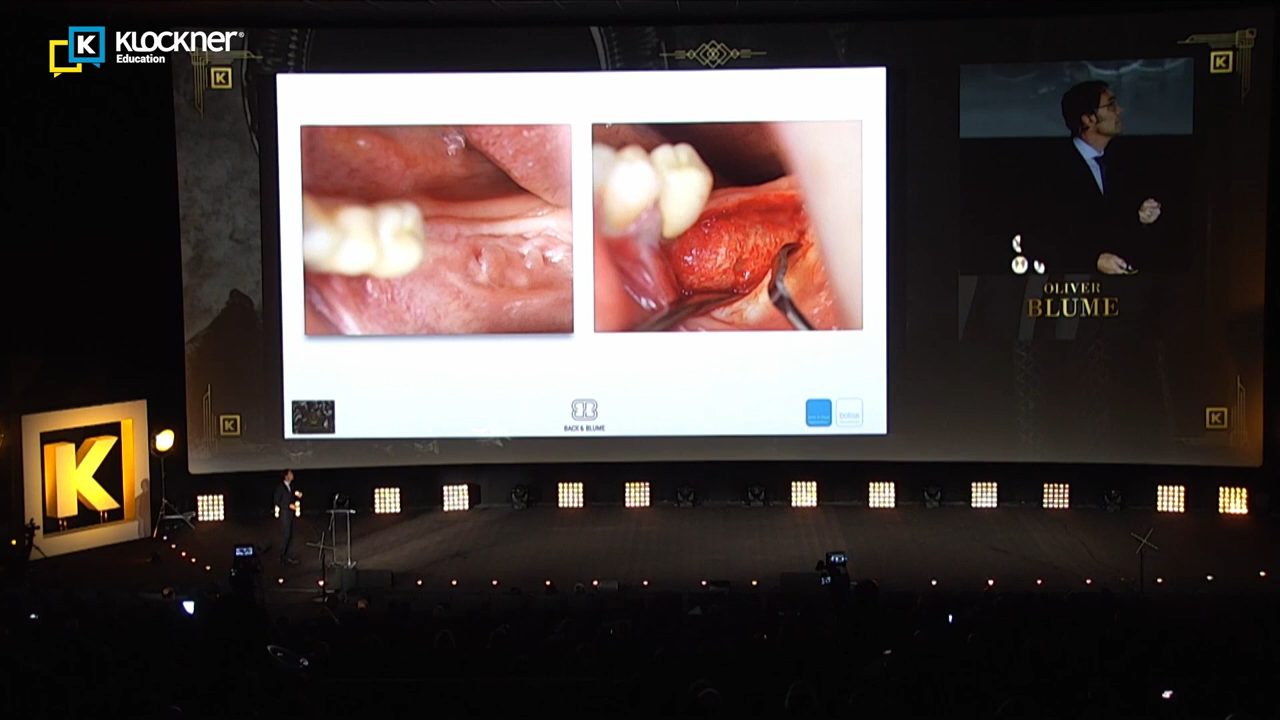 K KLOCKNER®
Education
K
K
OLIVER
BLUME
BACK & BLUME
K
K
K